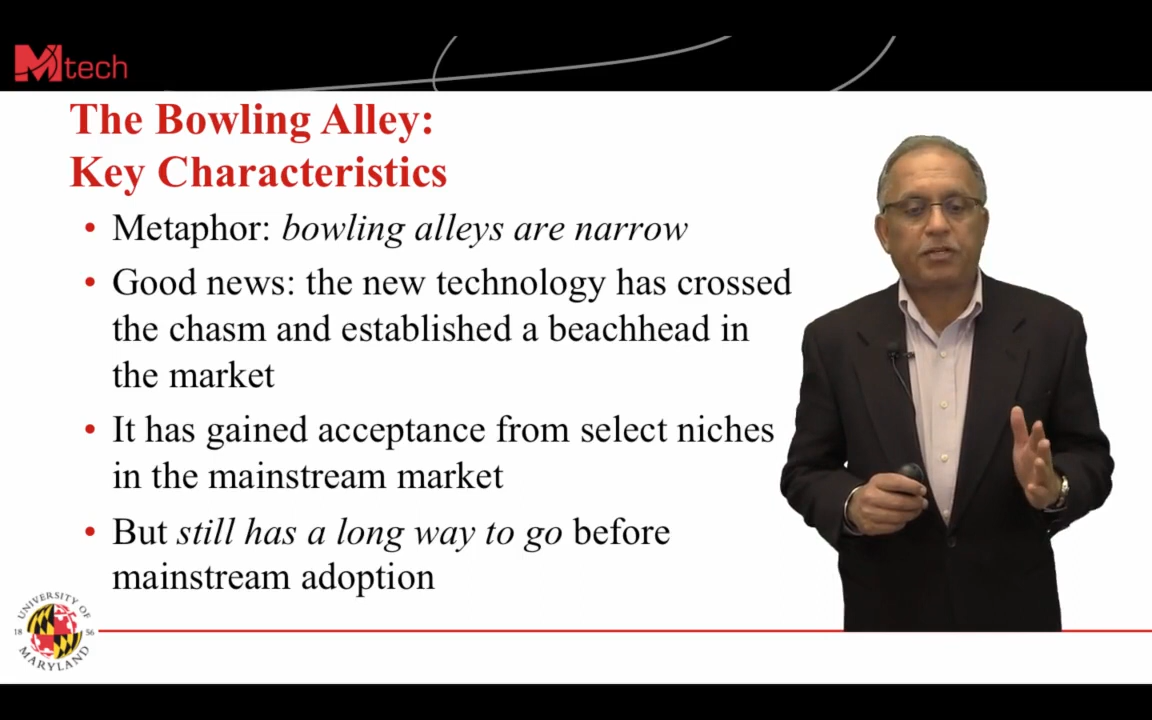 Mtech
The Bowling Alley:
Key Characteristics
• Metaphor: bowling alleys are narrow
• Good news: the new technology has crossed
the chasm and established a beachhead in
the market
• It has gained acceptance from select niches
in the mainstream market
• But still has a long way to go before
mainstream adoption
UNIVERSITY OF
18 56
MARYLAND